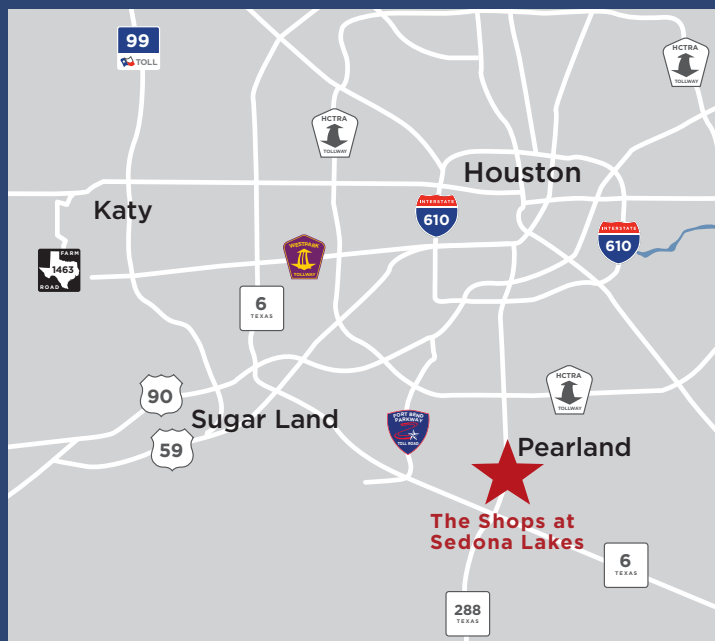 99
TOLL
HCTRA
TOLLWAY
HCTRA
TOLLWAY
Houston
Katy
INTERSTATE
610
INTERSTATE
610
WESTPARK
TOLLWAY
FARM
1463
ROAD
6
TEXAS
HCTRA
TOLLWAY
90
Sugar Land
59
FORT BEND
PARKWAY
TOLL ROAD
Pearland
The Shops at
Sedona Lakes
6
TEXAS
288
TEXAS